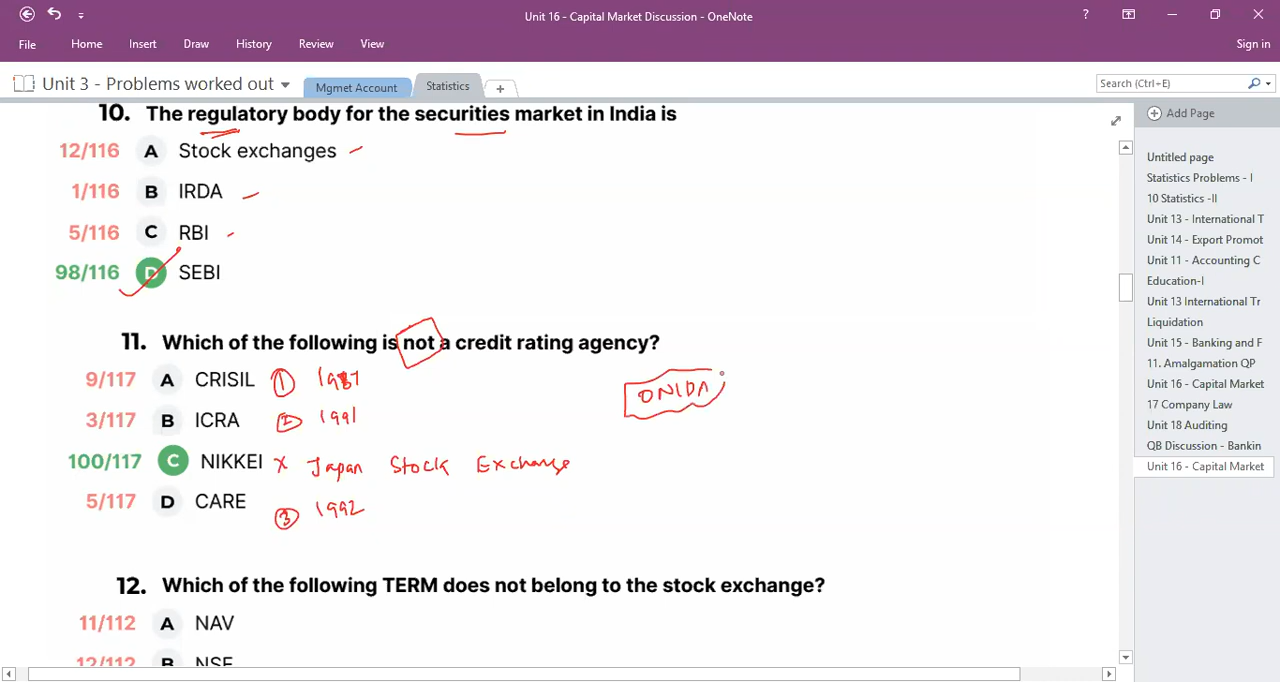 Unit 16 - Capital Market Discussion - OneNote
?
File Home Insert Draw History Review View
Sign in
Unit 3 - Problems worked out
Mgmet Account
Statistics
+
Search (Ctrl+E)
Add Page
10. The regulatory body for the securities market in India is
12/116 A Stock exchanges
1/116 B IRDA
5/116 C RBI
98/116 D SEBI
11. Which of the following is not a credit rating agency?
9/117 A CRISIL 1 1987
ONIDA
3/117 B ICRA 2 1991
100/117 C NIKKEI x Japan Stock Exchange
5/117 D CARE 3 1992
12. Which of the following TERM does not belong to the stock exchange?
11/112 A NAV
12/112 B NSE
Untitled page
Statistics Problems - I
10 Statistics -II
Unit 13 - International T
Unit 14 - Export Promot
Unit 11 - Accounting C
Education-I
Unit 13 International Tr
Liquidation
Unit 15 - Banking and F
11. Amalgamation QP
Unit 16 - Capital Market
17 Company Law
Unit 18 Auditing
QB Discussion - Bankin
Unit 16 - Capital Market